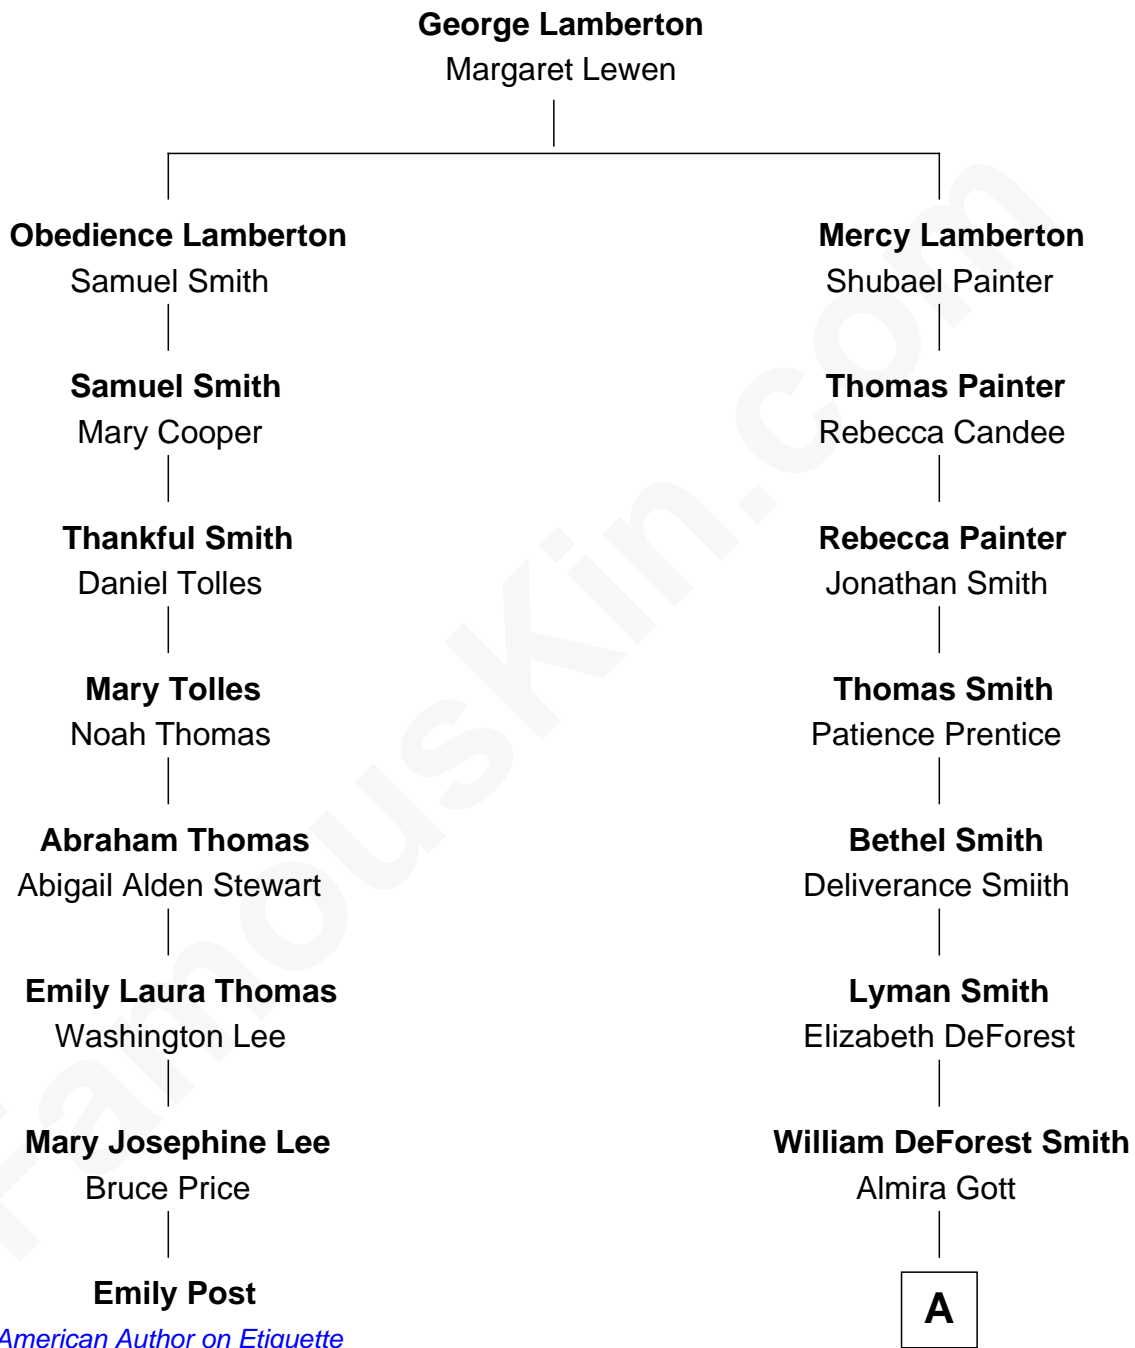 George Lamberton
Margaret Lewen
Obedience Lamberton
Samuel Smith
Mercy Lamberton
Shubael Painter
Samuel Smith
Mary Cooper
Thomas Painter
Rebecca Candee
Thankful Smith
Daniel Tolles
Rebecca Painter
Jonathan Smith
Mary Tolles
Noah Thomas
Thomas Smith
Patience Prentice
Abraham Thomas
Abigail Alden Stewart
Bethel Smith
Deliverance Smiith
Emily Laura Thomas
Washington Lee
Lyman Smith
Elizabeth DeForest
Mary Josephine Lee
Bruce Price
William DeForest Smith
Almira Gott
Emily Post
American Author on Etiquette
A
FamousKin.com